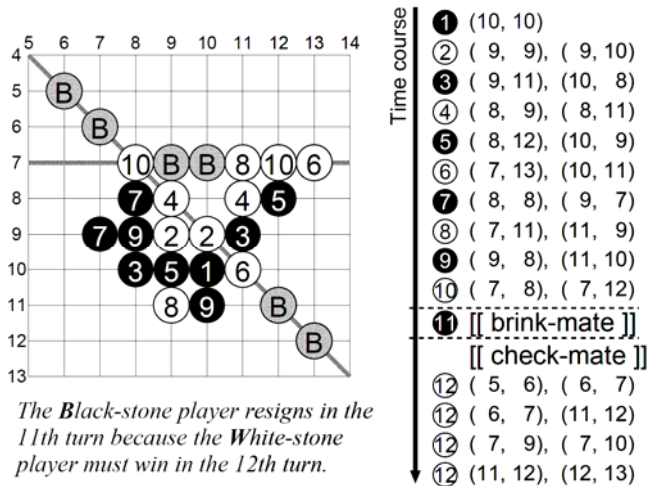 5 6 7 8 9 10 11 12 13 14
4
5 B
6 B
7 10 B B 8 10 6
8 7 4 4 5
9 7 9 2 2 3
10 3 5 1 6
11 8 9 B
12 B
13
The Black-stone player resigns in the
11th turn because the White-stone
player must win in the 12th turn.
Time course
1 (10, 10)
2 ( 9, 9), ( 9, 10)
3 ( 9, 11), (10, 8)
4 ( 8, 9), ( 8, 11)
5 ( 8, 12), (10, 9)
6 ( 7, 13), (10, 11)
7 ( 8, 8), ( 9, 7)
8 ( 7, 11), (11, 9)
9 ( 9, 8), (11, 10)
10 ( 7, 8), ( 7, 12)
11 [[ brink-mate ]]
[[ check-mate ]]
12 ( 5, 6), ( 6, 7)
12 ( 6, 7), (11, 12)
12 ( 7, 9), ( 7, 10)
12 (11, 12), (12, 13)